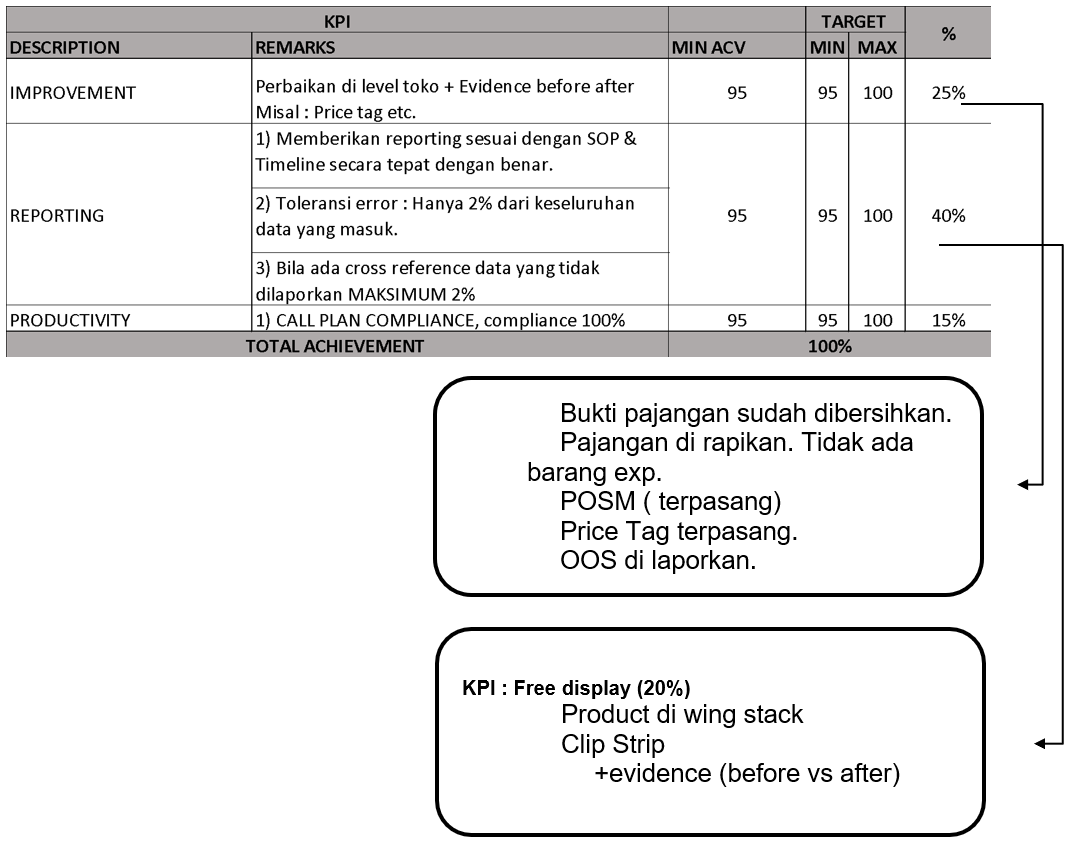 KPI
TARGET
%
DESCRIPTION
REMARKS
MIN ACV
MIN
MAX
IMPROVEMENT
Perbaikan di level toko + Evidence before after
Misal : Price tag etc.
95
95
100
25%
REPORTING
1) Memberikan reporting sesuai dengan SOP &
Timeline secara tepat dengan benar.
2) Toleransi error : Hanya 2% dari keseluruhan
data yang masuk.
3) Bila ada cross reference data yang tidak
dilaporkan MAKSIMUM 2%
95
95
100
40%
PRODUCTIVITY
1) CALL PLAN COMPLIANCE, compliance 100%
95
95
100
15%
TOTAL ACHIEVEMENT
100%
Bukti pajangan sudah dibersihkan.
Pajangan di rapikan. Tidak ada
barang exp.
POSM ( terpasang)
Price Tag terpasang.
OOS di laporkan.
KPI : Free display (20%)
Product di wing stack
Clip Strip
+evidence (before vs after)